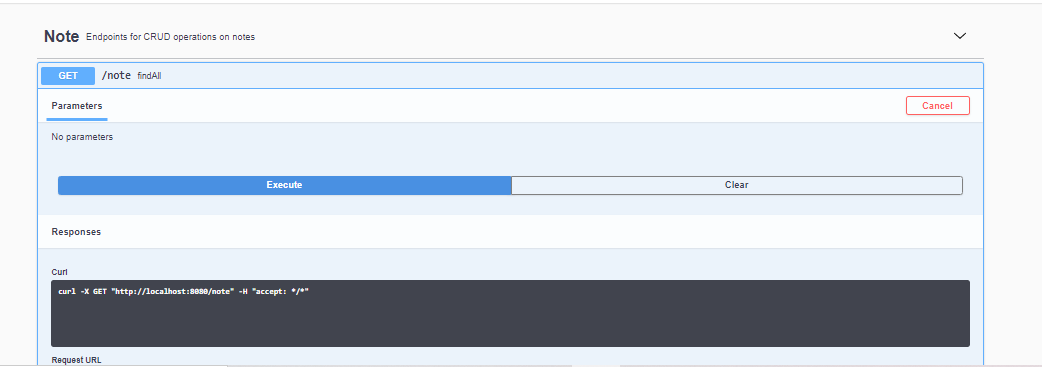 Note Endpoints for CRUD operations on notes
GET /note findAll
Parameters
Cancel
No parameters
Execute
Clear
Responses
Curl
curl -X GET "http://localhost:8080/note" -H "accept: */*"
Request URL